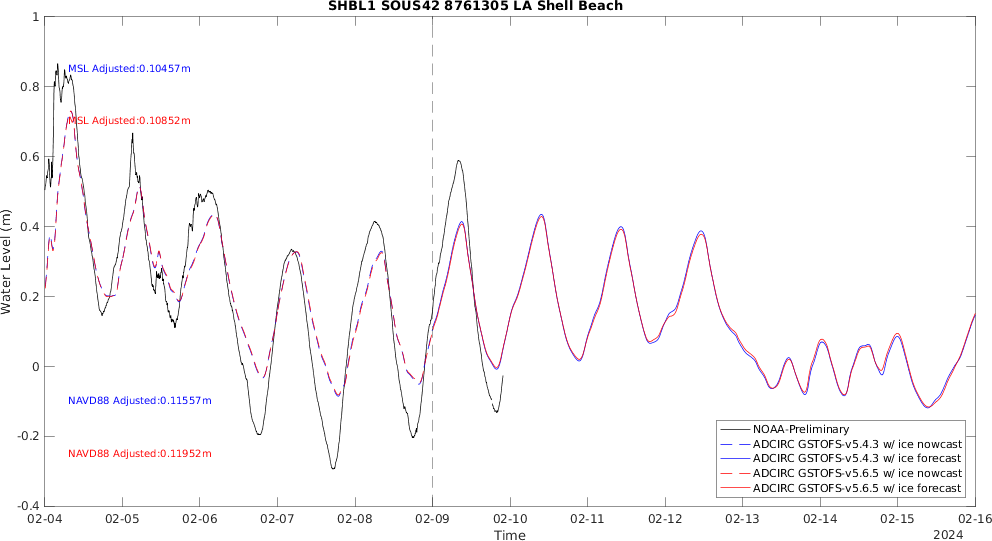 SHBL1 SOUS42 8761305 LA Shell Beach
Water Level (m)
1
0.8
0.6
0.4
0.2
0
-0.2
-0.4
MSL Adjusted:0.10457m
MSL Adjusted:0.10852m
NAVD88 Adjusted:0.11557m
NAVD88 Adjusted:0.11952m
NOAA-Preliminary
ADCIRC GSTOFS-v5.4.3 w/ ice nowcast
ADCIRC GSTOFS-v5.4.3 w/ ice forecast
ADCIRC GSTOFS-v5.6.5 w/ ice nowcast
ADCIRC GSTOFS-v5.6.5 w/ ice forecast
02-04 02-05 02-06 02-07 02-08 02-09 02-10 02-11 02-12 02-13 02-14 02-15 02-16
Time
2024